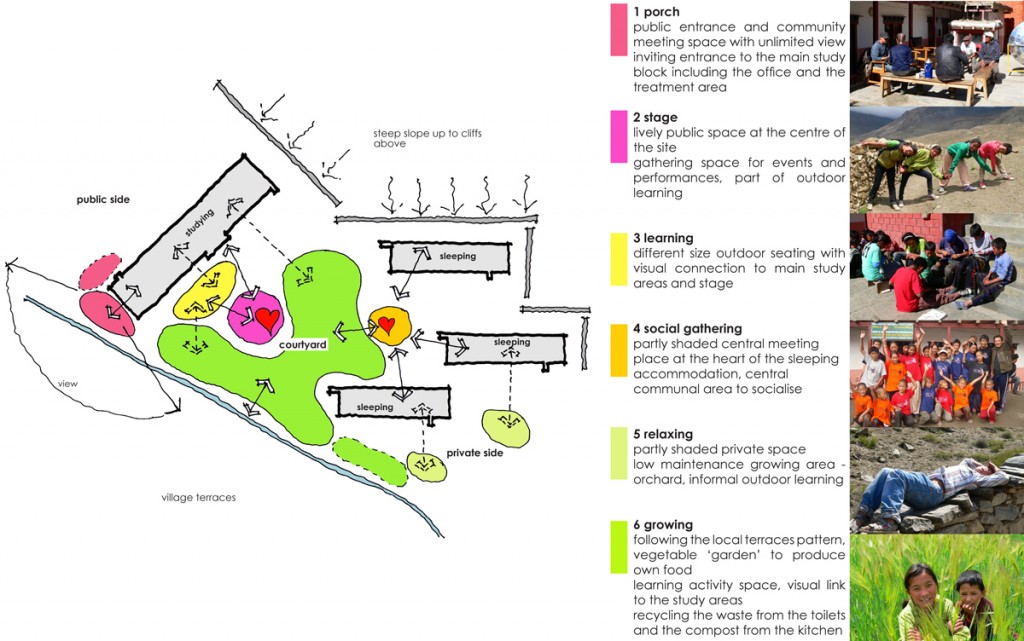 steep slope up to cliffs
above
public side
studying
sleeping
sleeping
courtyard
view
sleeping
private side
village terraces
1 porch
public entrance and community
meeting space with unlimited view
inviting entrance to the main study
block including the office and the
treatment area
2 stage
lively public space at the centre of
the site
gathering space for events and
performances, part of outdoor
learning
3 learning
different size outdoor seating with
visual connection to main study
areas and stage
4 social gathering
partly shaded central meeting
place at the heart of the sleeping
accommodation, central
communal area to socialise
5 relaxing
partly shaded private space
low maintenance growing area -
orchard, informal outdoor learning
6 growing
following the local terraces pattern,
vegetable ‘garden’ to produce
own food
learning activity space, visual link
to the study areas
recycling the waste from the toilets
and the compost from the kitchen